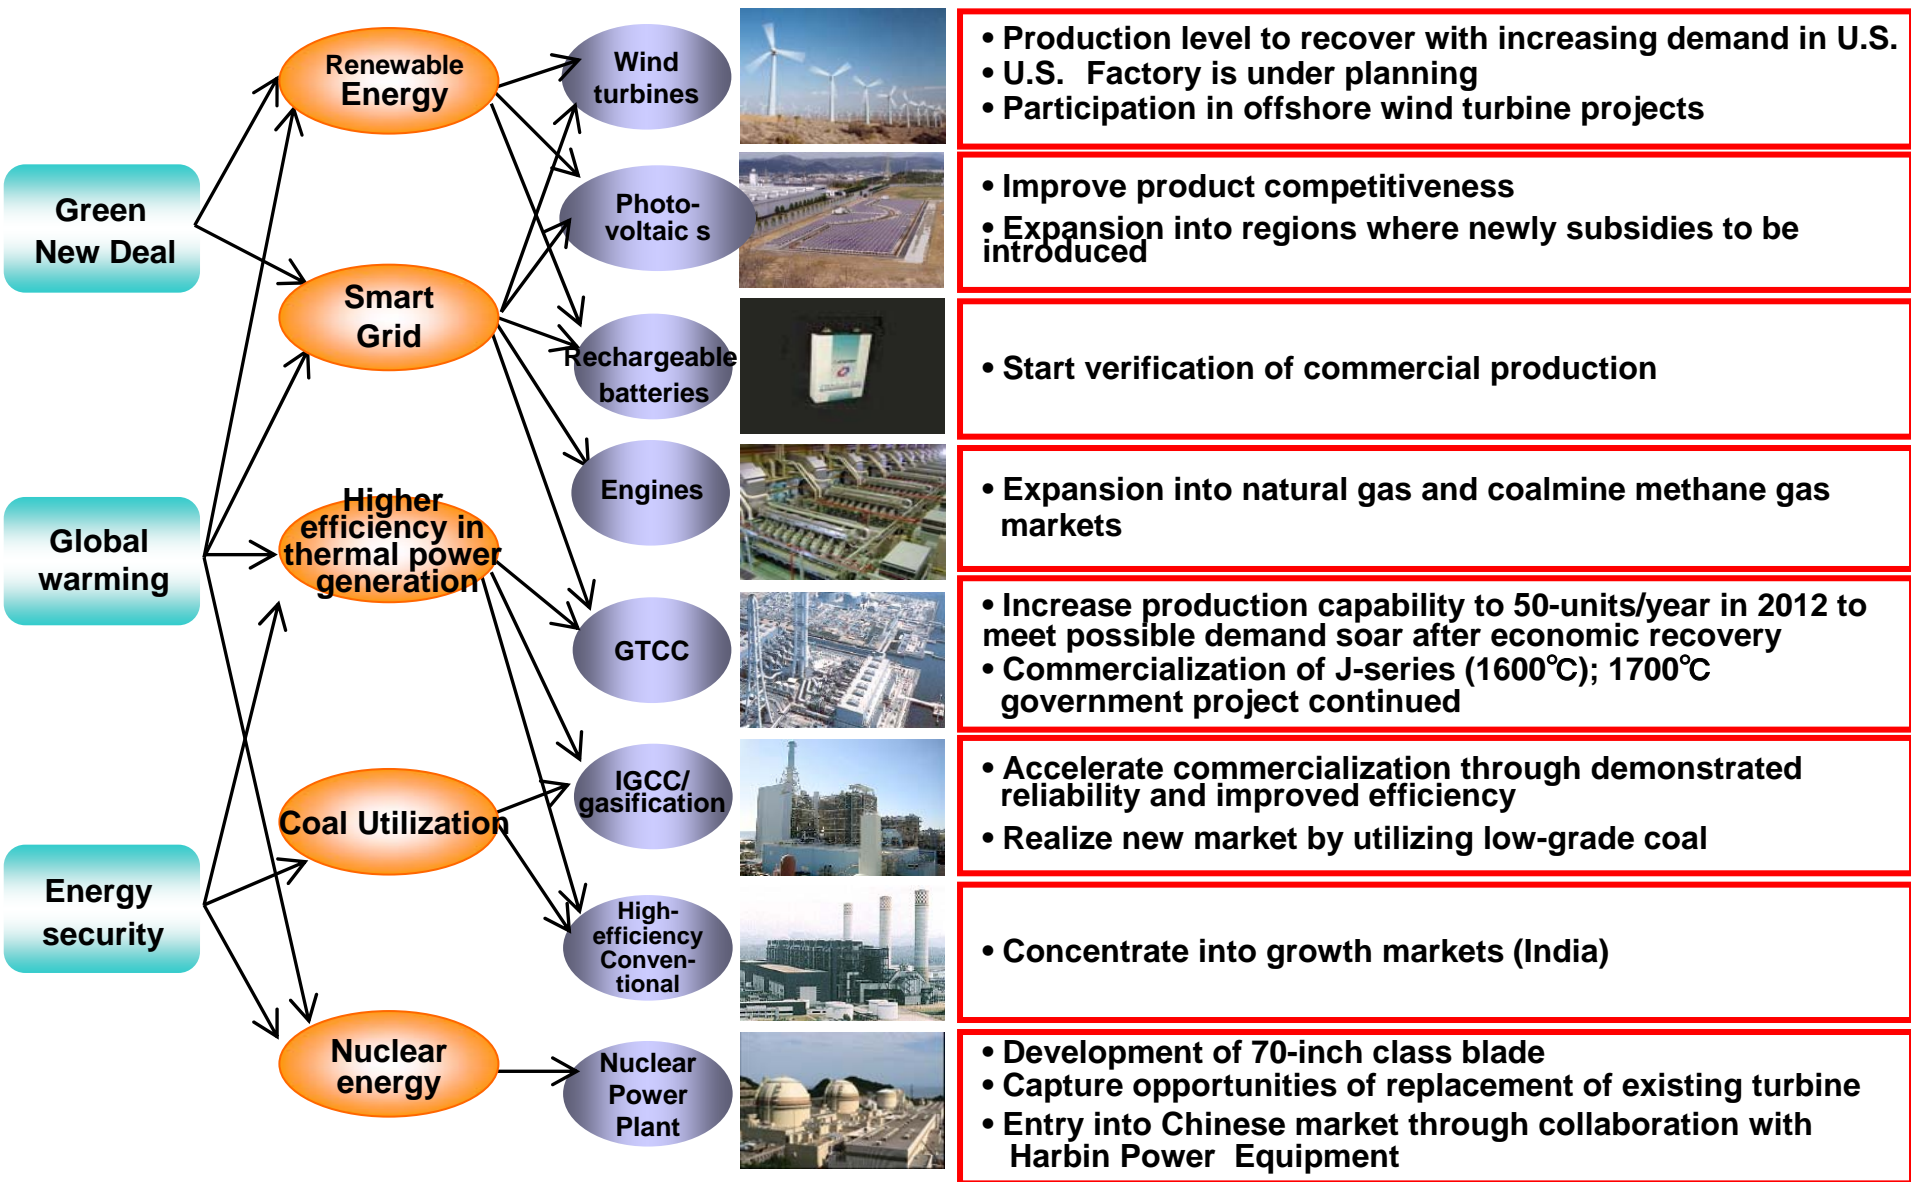 Green
New Deal
Global
warming
Energy
security
Renewable
Energy
Smart
Grid
Higher
efficiency in
thermal power
generation
Coal Utilization
Nuclear
energy
Wind
turbines
Photo-
voltaic s
Rechargeable
batteries
Engines
GTCC
IGCC/
gasification
High-
efficiency
Conven-
tional
Nuclear
Power
Plant
• Production level to recover with increasing demand in U.S.
• U.S. Factory is under planning
• Participation in offshore wind turbine projects
• Improve product competitiveness
• Expansion into regions where newly subsidies to be
introduced
• Start verification of commercial production
• Expansion into natural gas and coalmine methane gas
markets
• Increase production capability to 50-units/year in 2012 to
meet possible demand soar after economic recovery
• Commercialization of J-series (1600℃); 1700℃
government project continued
• Accelerate commercialization through demonstrated
reliability and improved efficiency
• Realize new market by utilizing low-grade coal
• Concentrate into growth markets (India)
• Development of 70-inch class blade
• Capture opportunities of replacement of existing turbine
• Entry into Chinese market through collaboration with
Harbin Power Equipment